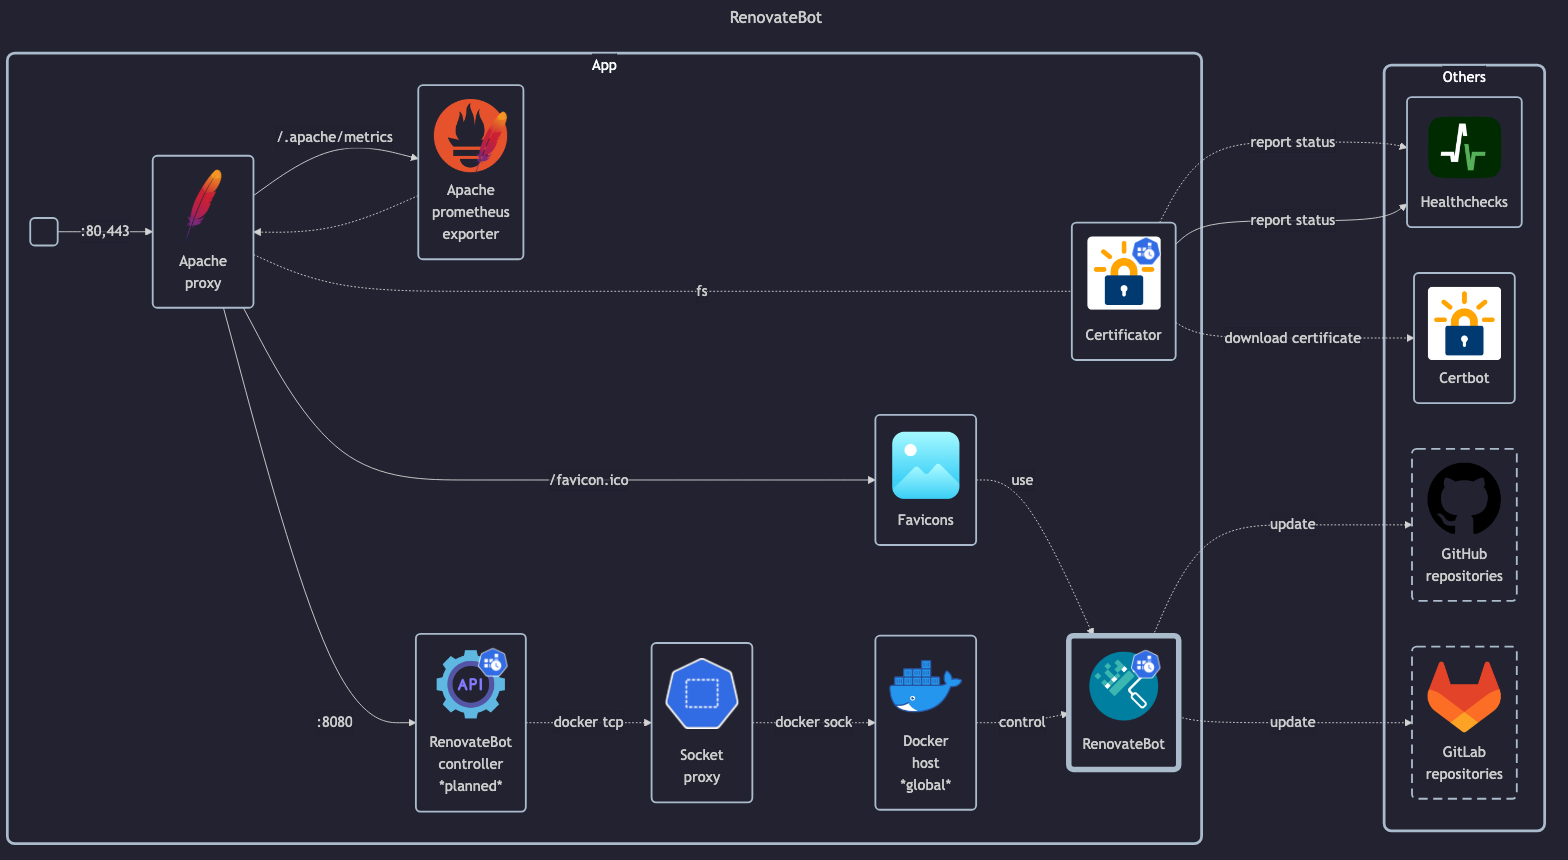 RenovateBot
App
Others
/.apache/metrics
Apache
prometheus
exporter
:80,443
Apache
proxy
report status
Healthchecks
report status
fs
Certificator
download certificate
Certbot
/favicon.ico
Favicons
use
update
GitHub
repositories
:8080
API
RenovateBot
controller
*planned*
docker tcp
Socket
proxy
docker sock
Docker
host
*global*
control
RenovateBot
update
GitLab
repositories